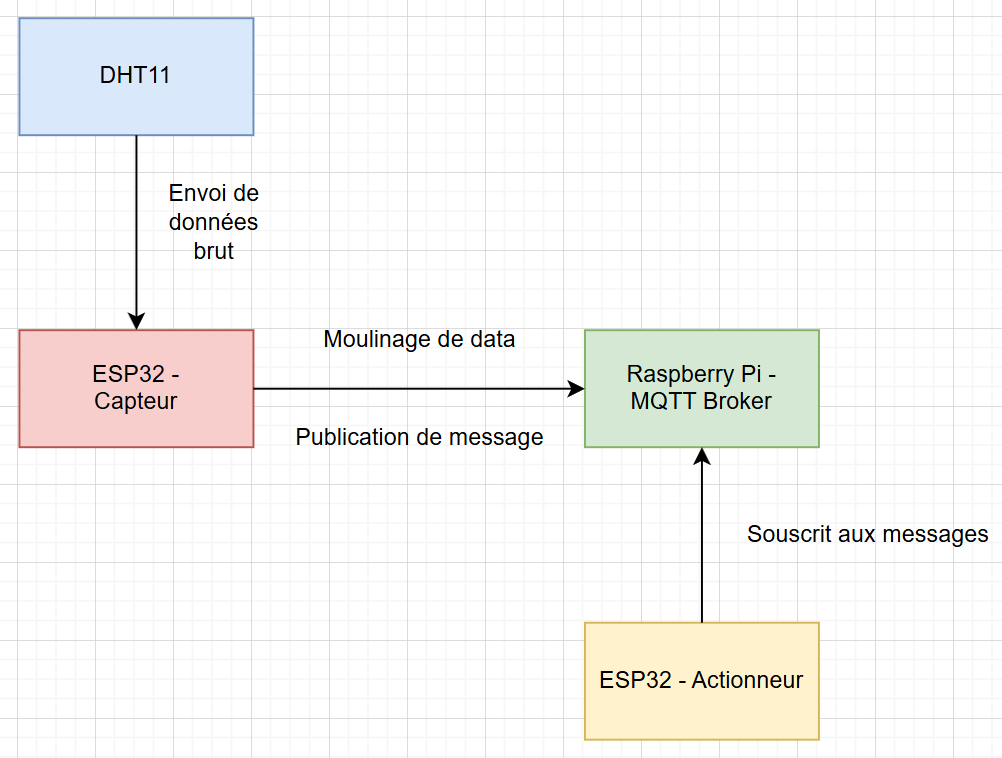 DHT11
Envoi de
données
brut
Moulinage de data
ESP32 -
Capteur
Raspberry Pi -
MQTT Broker
Publication de message
Souscrit aux messages
ESP32 - Actionneur